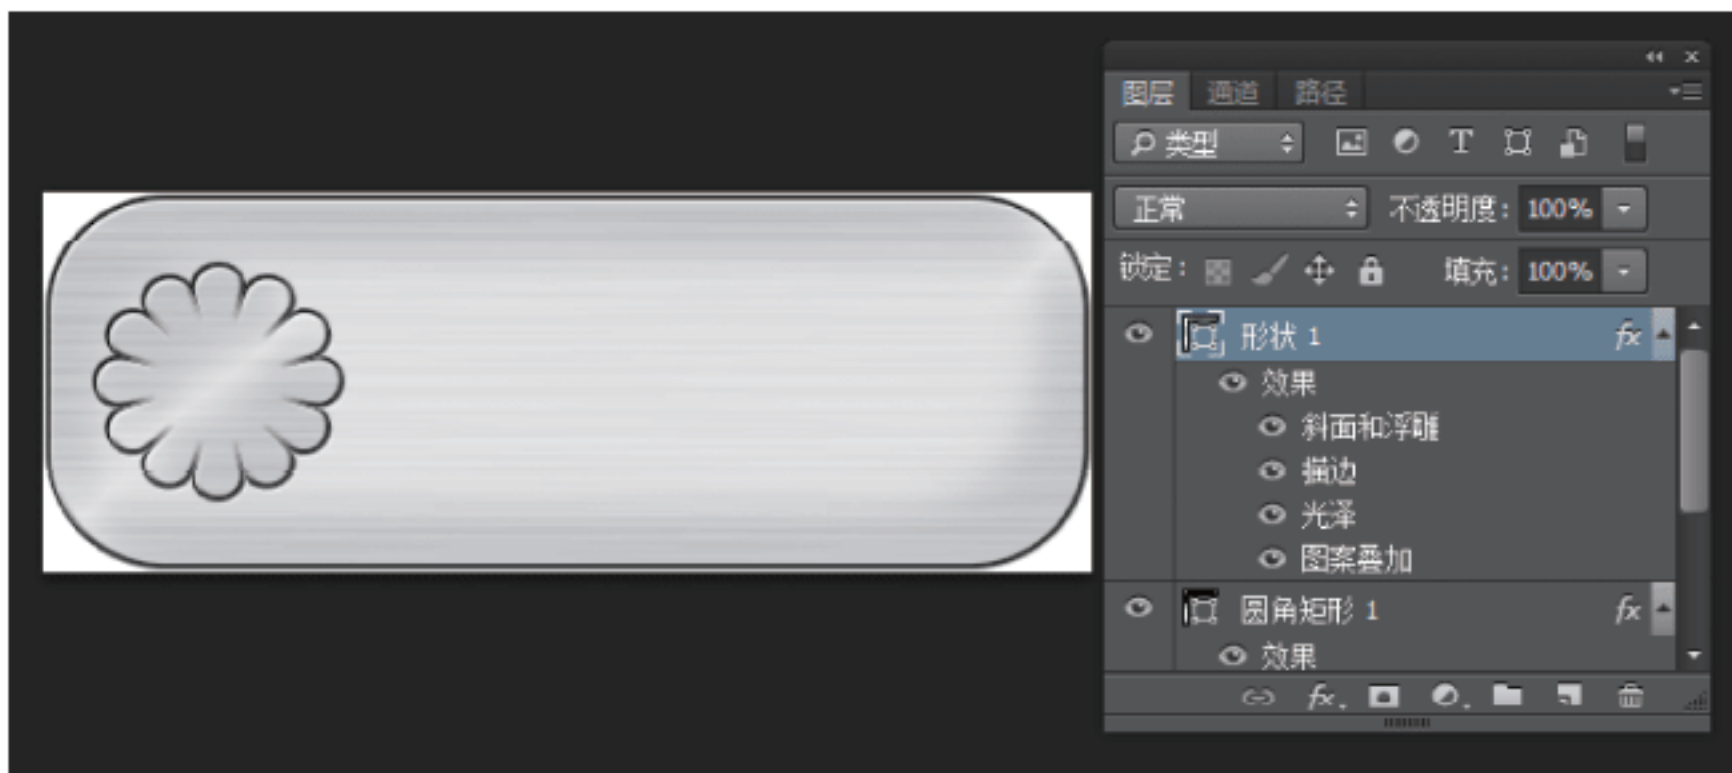 图层 通道 路径
类型 T
正常 不透明度: 100%
锁定: 填充: 100%
形状 1 fx
效果
斜面和浮雕
描边
光泽
图案叠加
圆角矩形 1 fx
效果
fx.